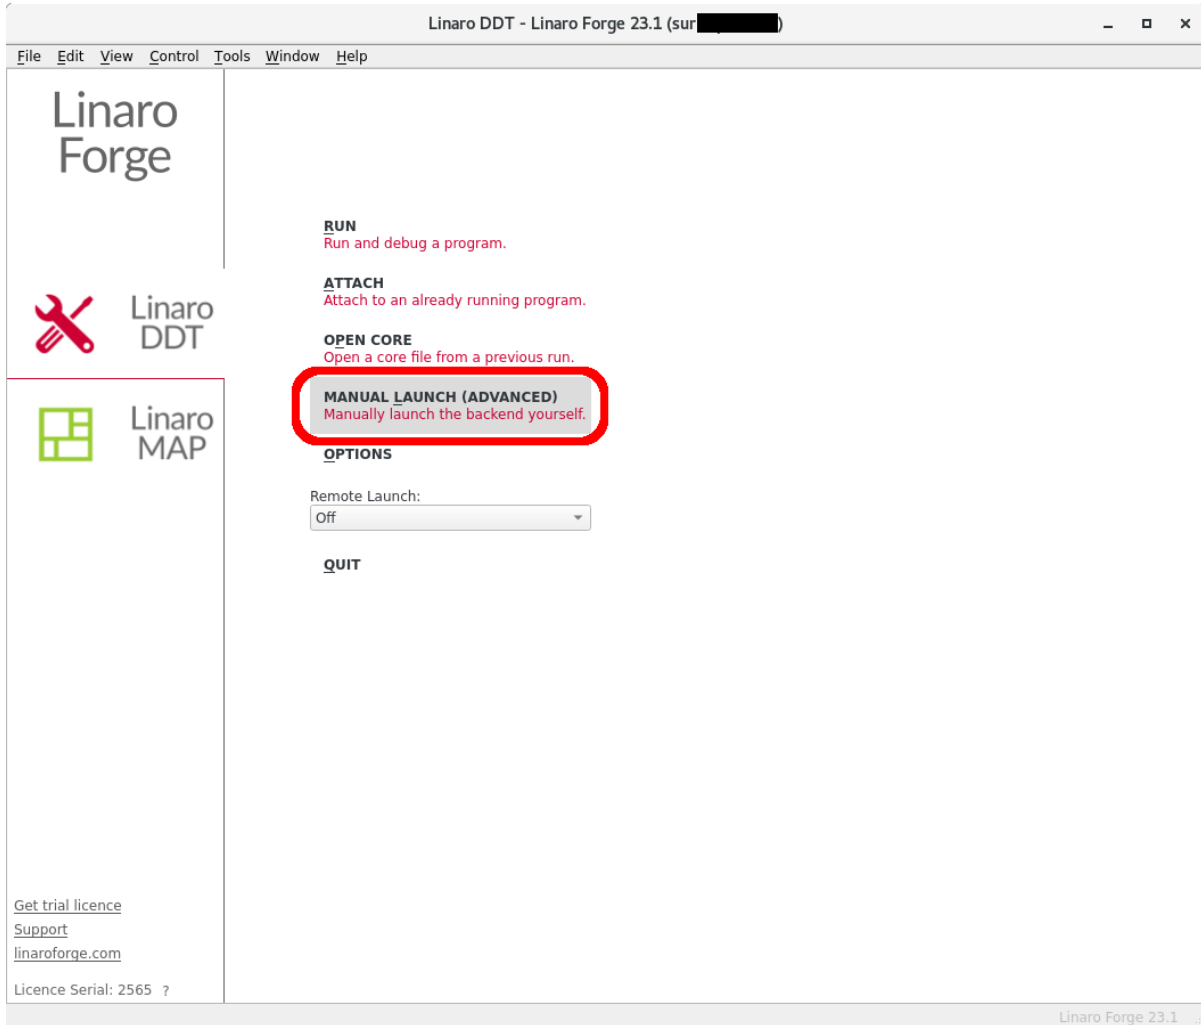 Linaro DDT - Linaro Forge 23.1 (sur )
File Edit View Control Tools Window Help
Linaro
Forge
RUN
Run and debug a program.
ATTACH
Attach to an already running program.
Linaro
DDT
OPEN CORE
Open a core file from a previous run.
MANUAL LAUNCH (ADVANCED)
Manually launch the backend yourself.
Linaro
MAP
OPTIONS
Remote Launch:
Off
QUIT
Get trial licence
Support
linaroforge.com
Licence Serial: 2565 ?
Linaro Forge 23.1